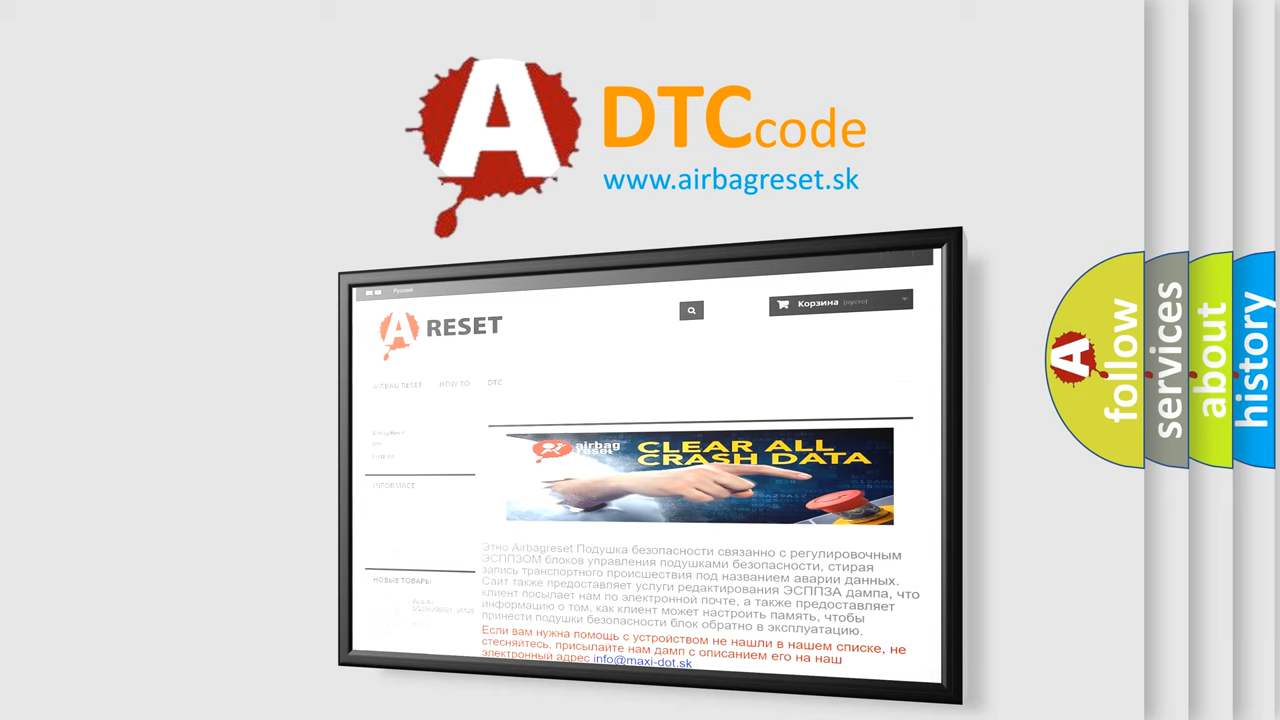 A DTCcode
www.airbagreset.sk
Русский
Корзина (пусто)
A RESET
AIRBAG RESET HOW TO DTC
Airbag Reset
DTC
INFORMACE
airbag
reset
CLEAR ALL
CRASH DATA
Этно Airbagreset Подушка безопасности связанно с регулировочным
ЭСППЗОМ блоков управления подушками безопасности, стирая
запись транспортного происшествия под названием аварии данных.
Сайт также предоставляет услуги редактирования ЭСППЗА дампа, что
клиент посылает нам по электронной почте, а также предоставляет
информацию о том, как клиент может настроить память, чтобы
принести подушки безопасности блок обратно в эксплуатацию.
Если вам нужна помощь с устройством не нашли в нашем списке, не
стесняйтесь, присылайте нам дамп с описанием его на наш
электронный адрес info@maxi-dot.sk
НОВЫЕ ТОВАРЫ
A
follow
services
about
history